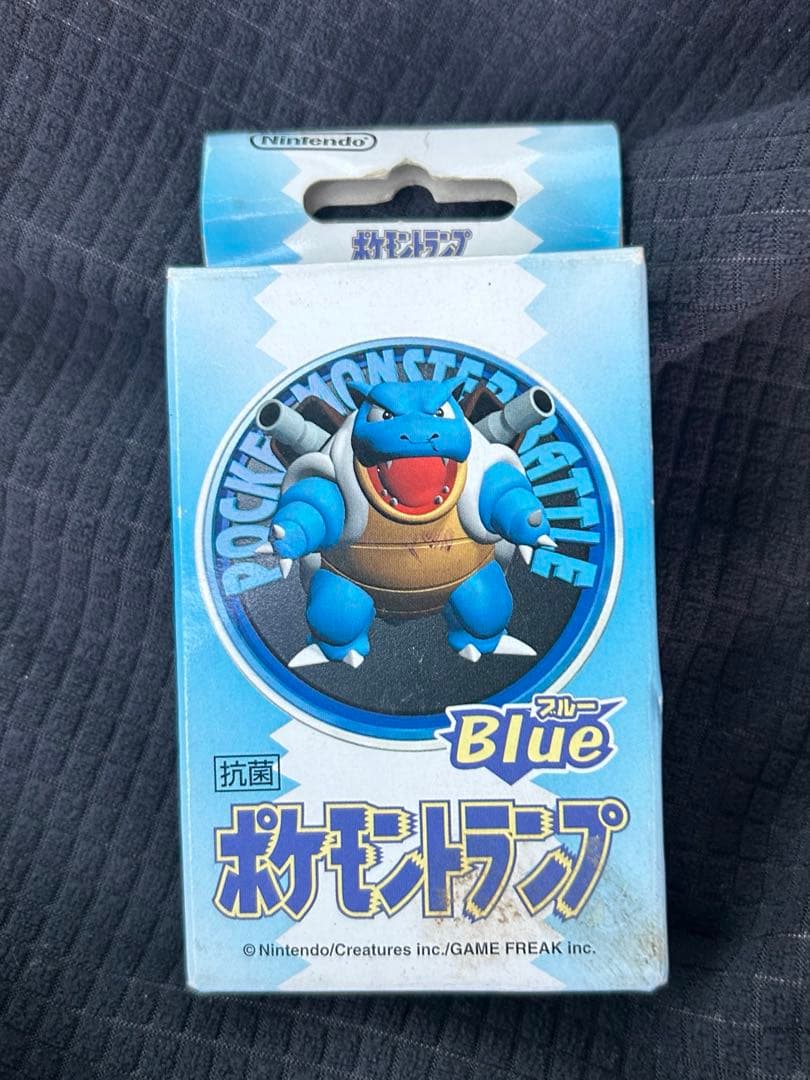 Nintendo
ポケモントランプ
POCKET MONSTER BATTLE
ブルー
Blue
抗菌
ポケモントランプ
©Nintendo/Creatures inc./GAME FREAK inc.